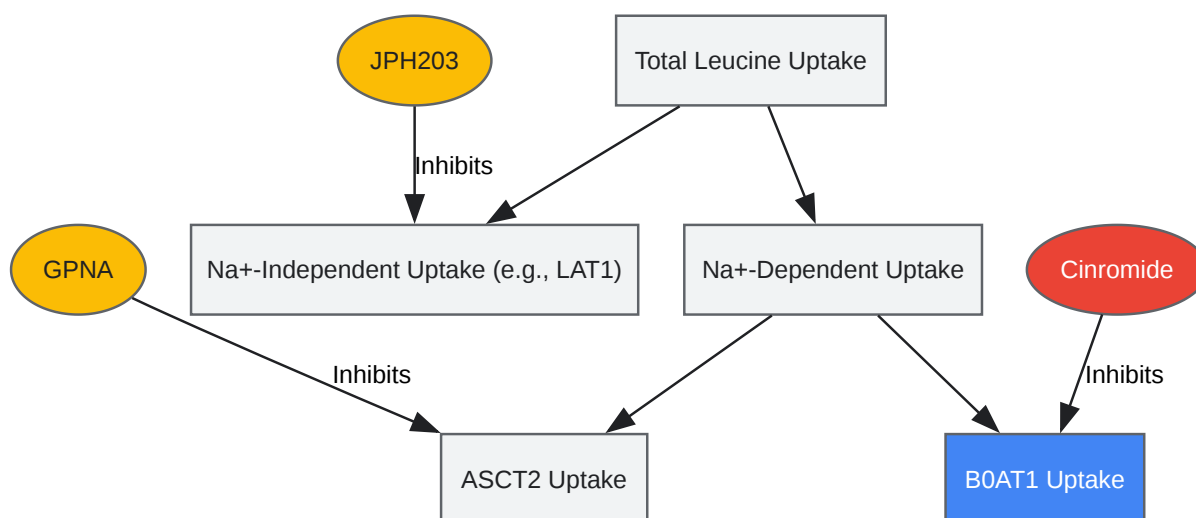 JPH203
Total Leucine Uptake
Inhibits
GPNA
Na+-Independent Uptake (e.g., LAT1)
Na+-Dependent Uptake
Cinromide
Inhibits
Inhibits
ASCT2 Uptake
B0AT1 Uptake